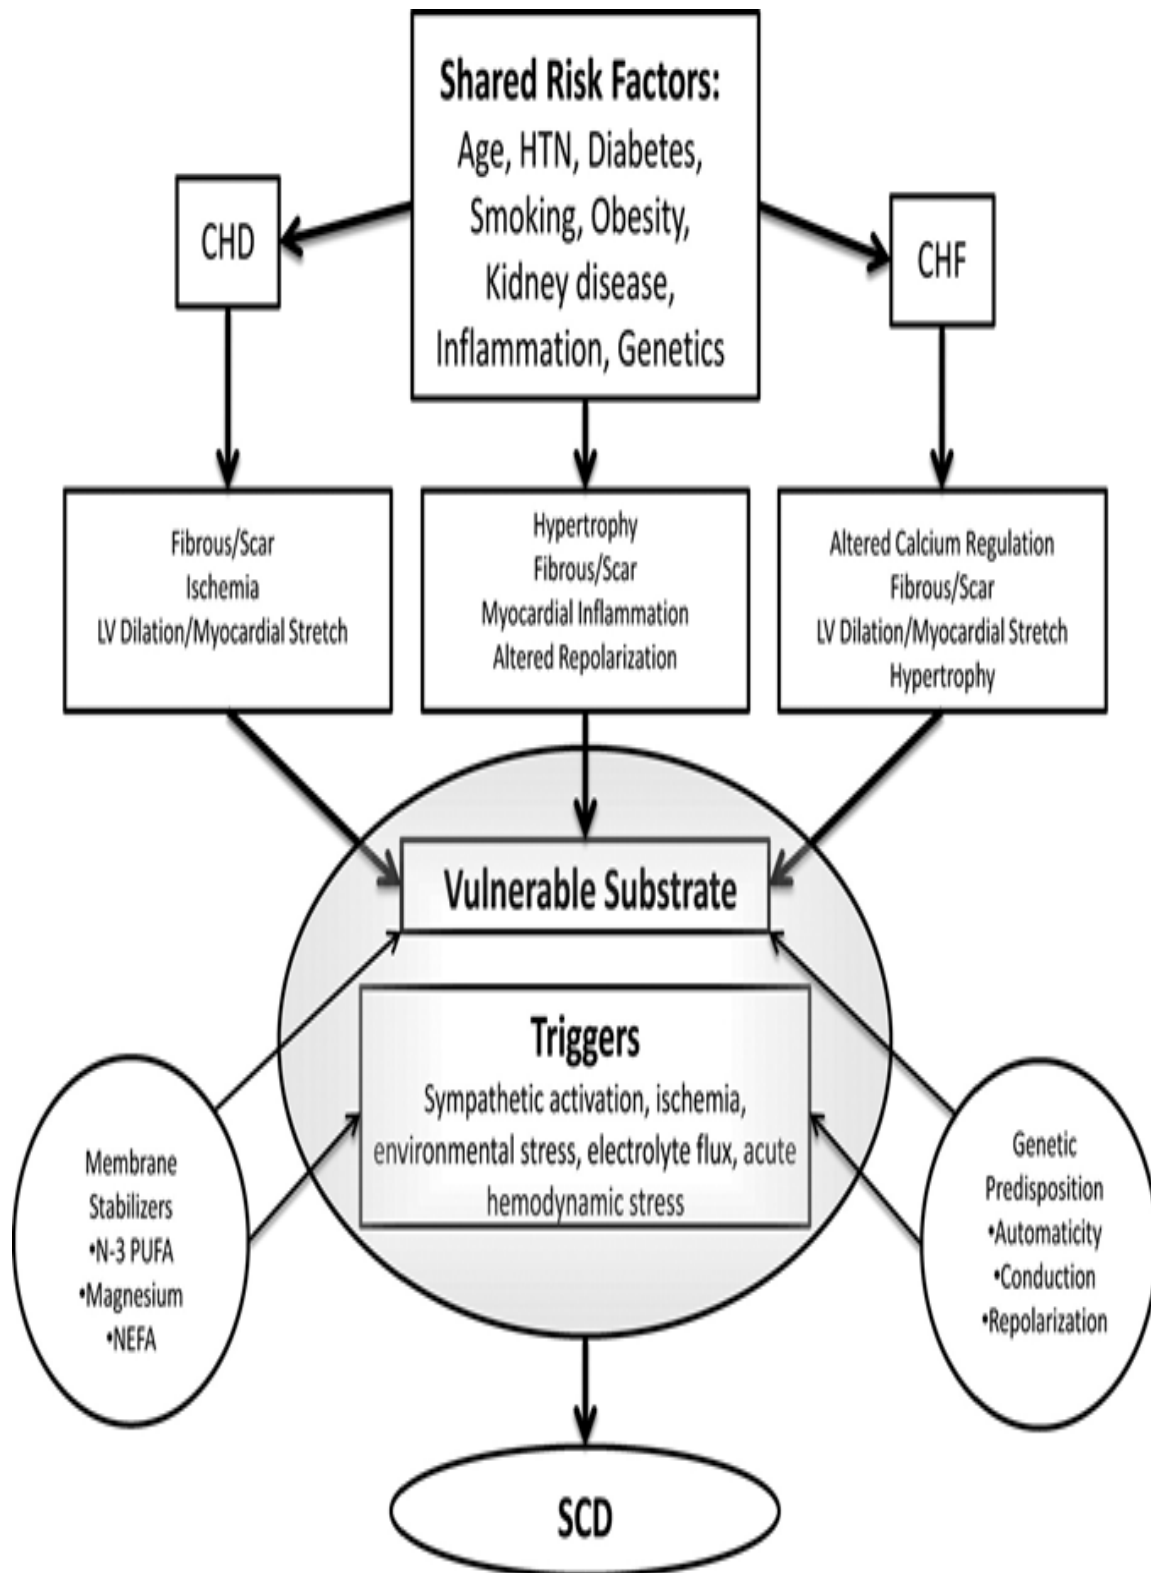 Shared Risk Factors:
Age, HTN, Diabetes,
Smoking, Obesity,
Kidney disease,
Inflammation, Genetics
CHD
CHF
Fibrous/Scar
Ischemia
LV Dilation/Myocardial Stretch
Hypertrophy
Fibrous/Scar
Myocardial Inflammation
Altered Repolarization
Altered Calcium Regulation
Fibrous/Scar
LV Dilation/Myocardial Stretch
Hypertrophy
Vulnerable Substrate
Triggers
Sympathetic activation, ischemia,
environmental stress, electrolyte flux, acute
hemodynamic stress
Membrane
Stabilizers
•N-3 PUFA
•Magnesium
•NEFA
Genetic
Predisposition
•Automaticity
•Conduction
•Repolarization
SCD